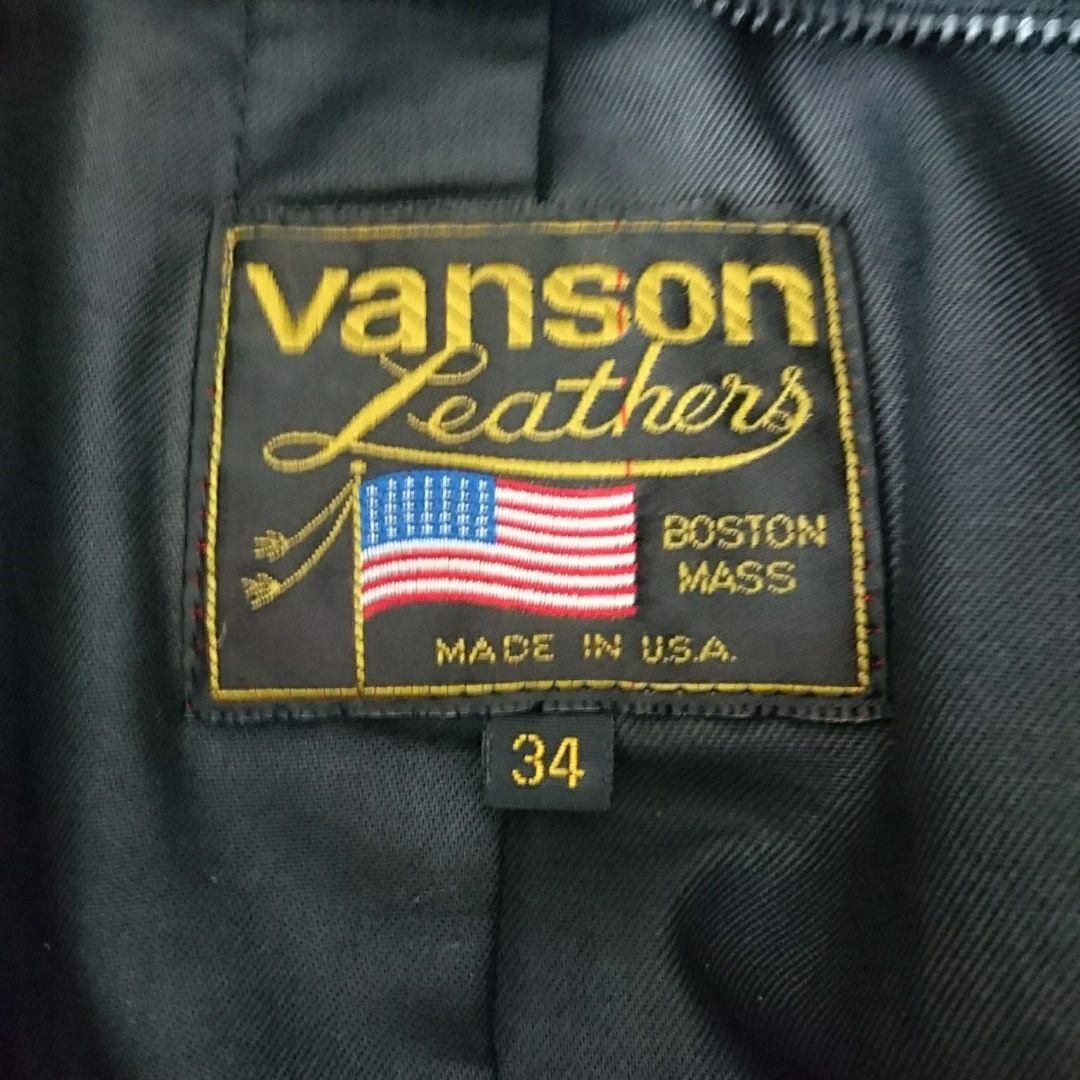 vanson
Leathers
BOSTON
MASS
MADE IN U.S.A.
34